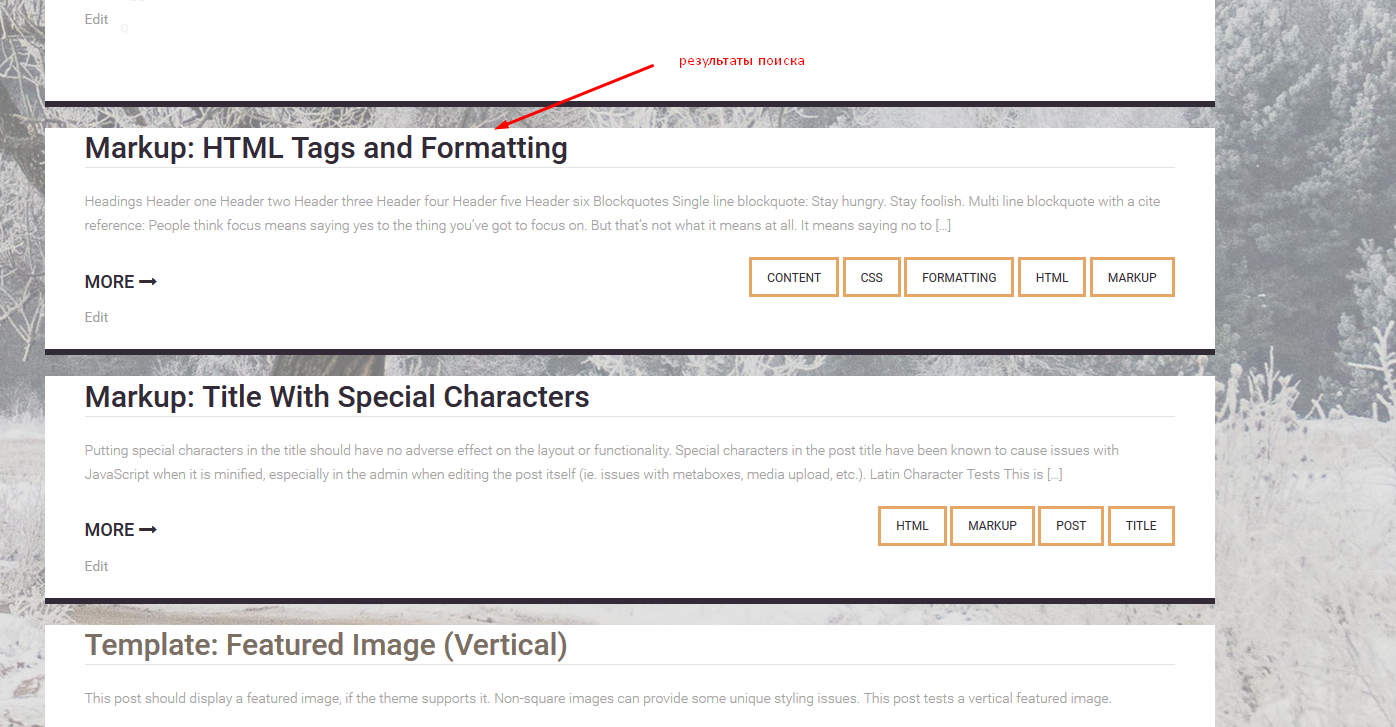 Edit
результаты поиска
Markup: HTML Tags and Formatting
Headings Header one Header two Header three Header four Header five Header six Blockquotes Single line blockquote: Stay hungry. Stay foolish. Multi line blockquote with a cite
reference: People think focus means saying yes to the thing you’ve got to focus on. But that’s not what it means at all. It means saying no to […]
MORE CONTENT CSS FORMATTING HTML MARKUP
Edit
Markup: Title With Special Characters
Putting special characters in the title should have no adverse effect on the layout or functionality. Special characters in the post title have been known to cause issues with
JavaScript when it is minified, especially in the admin when editing the post itself (ie. issues with metaboxes, media upload, etc.). Latin Character Tests This is […]
MORE HTML MARKUP POST TITLE
Edit
Template: Featured Image (Vertical)
This post should display a featured image, if the theme supports it. Non-square images can provide some unique styling issues. This post tests a vertical featured image.